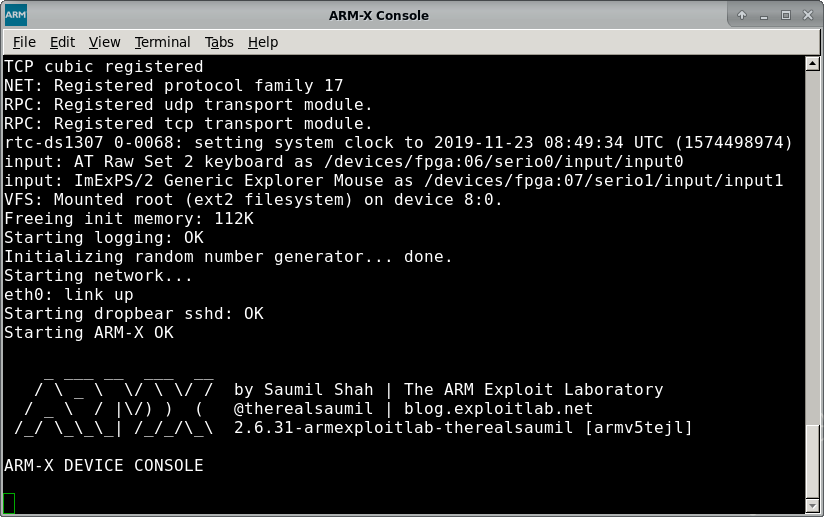 ARM
ARM-X Console
File Edit View Terminal Tabs Help
TCP cubic registered
NET: Registered protocol family 17
RPC: Registered udp transport module.
RPC: Registered tcp transport module.
rtc-ds1307 0-0068: setting system clock to 2019-11-23 08:49:34 UTC (1574498974)
input: AT Raw Set 2 keyboard as /devices/fpga:06/serio0/input/input0
input: ImExPS/2 Generic Explorer Mouse as /devices/fpga:07/serio1/input/input1
VFS: Mounted root (ext2 filesystem) on device 8:0.
Freeing init memory: 112K
Starting logging: OK
Initializing random number generator... done.
Starting network...
eth0: link up
Starting dropbear sshd: OK
Starting ARM-X OK
    _ ___ __  ___  __
   / \ _ \  \/ \ \/ /  by Saumil Shah | The ARM Exploit Laboratory
  / _ \  / |\/) )  (   @therealsaumil | blog.exploitlab.net
 /_/ \_\_\_| /_/_/\_\  2.6.31-armexploitlab-therealsaumil [armv5tejl]
ARM-X DEVICE CONSOLE